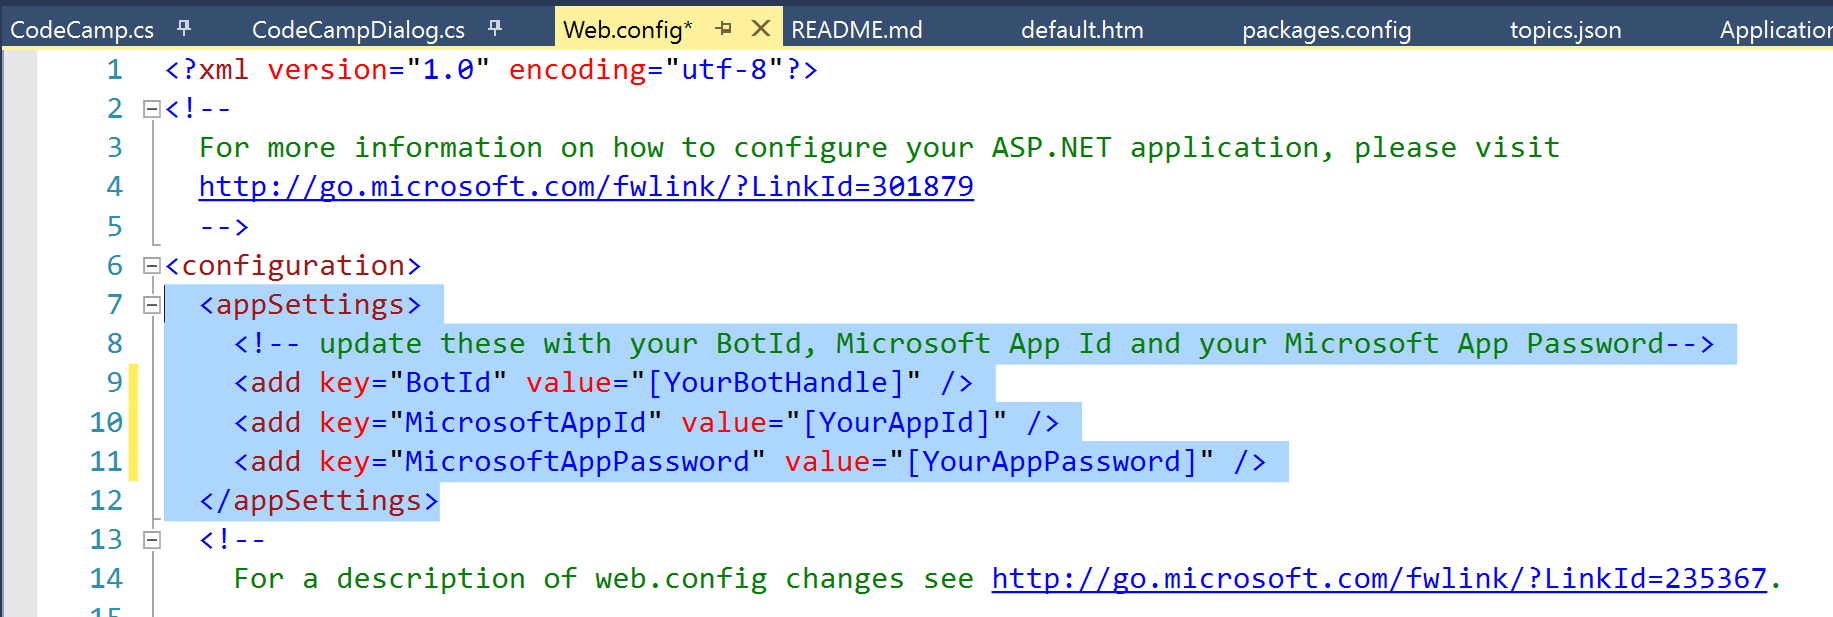 CodeCamp.cs CodeCampDialog.cs Web.config* README.md default.htm packages.config topics.json Application
1 <?xml version="1.0" encoding="utf-8"?>
2 <!--
3 For more information on how to configure your ASP.NET application, please visit
4 http://go.microsoft.com/fwlink/?LinkId=301879
5 -->
6 <configuration>
7 <appSettings>
8 <!-- update these with your BotId, Microsoft App Id and your Microsoft App Password-->
9 <add key="BotId" value="[YourBotHandle]" />
10 <add key="MicrosoftAppId" value="[YourAppId]" />
11 <add key="MicrosoftAppPassword" value="[YourAppPassword]" />
12 </appSettings>
13 <!--
14 For a description of web.config changes see http://go.microsoft.com/fwlink/?LinkId=235367.
15